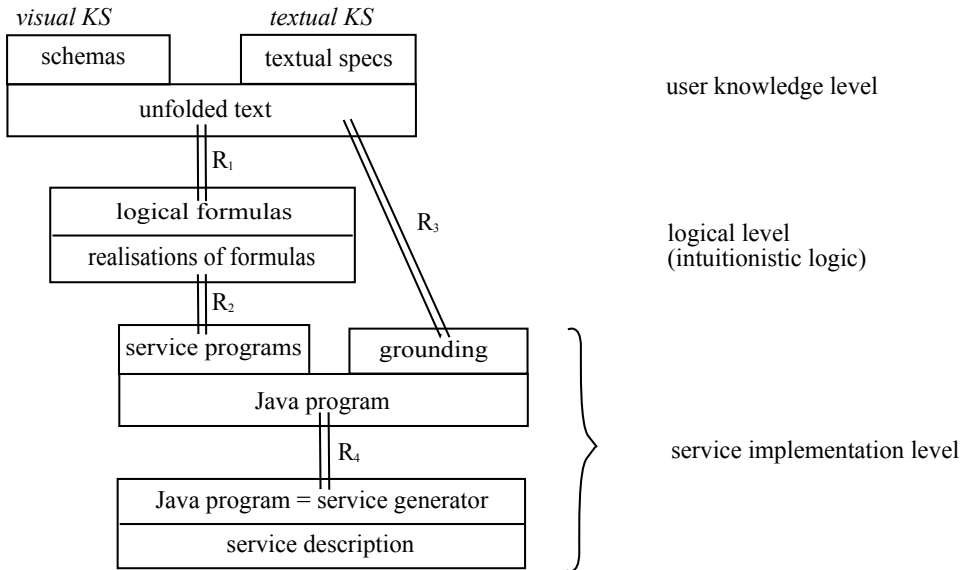 visual KS
textual KS
schemas
textual specs
user knowledge level
unfolded text
R₁
logical formulas
R₃
logical level
(intuitionistic logic)
realisations of formulas
R₂
service programs
grounding
Java program
service implementation level
R₄
Java program = service generator
service description